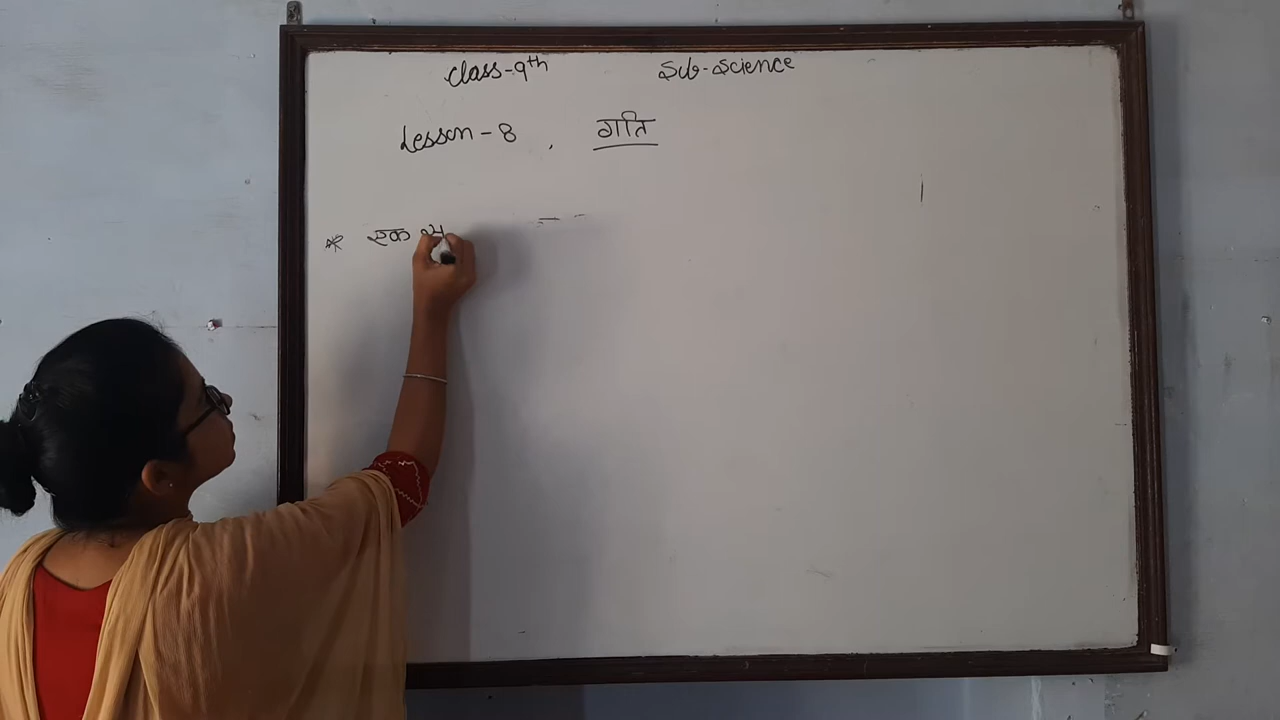 Class-9th Sub-Science
Lesson-8, गति
* एक